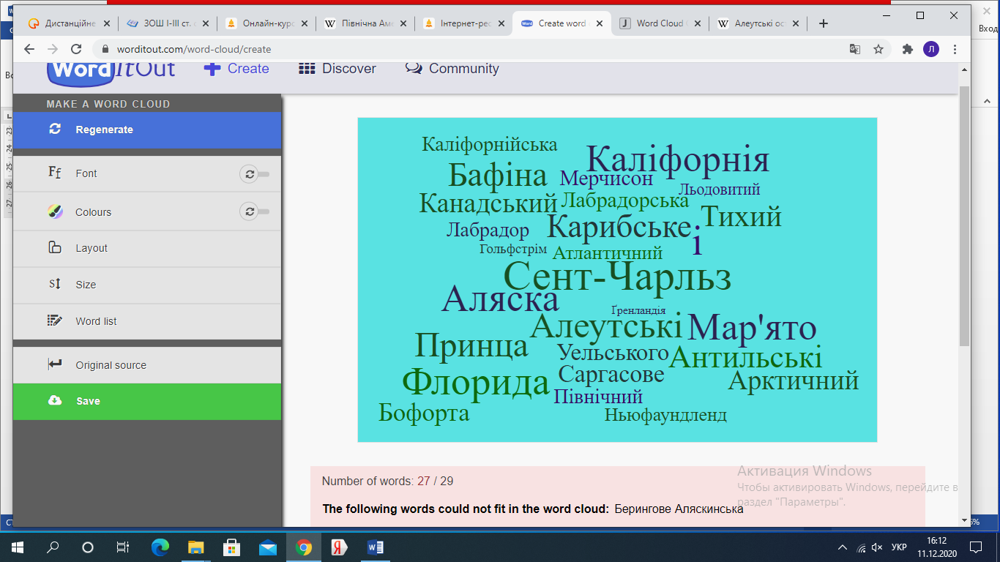 Вход
Дистанційне
ЗОШ І-ІІІ ст.
Онлайн-курс
Північна Аме
Інтернет-рес
Create word
Word Cloud
Алеутські ос
worditout.com/word-cloud/create
Л
WordItOut
Create
Discover
Community
MAKE A WORD CLOUD
Regenerate
Font
Colours
Layout
Size
Word list
Original source
Save
Каліфорнійська
Каліфорнія
Бафіна
Мерчисон
Льодовитий
Канадський
Лабрадорська
Тихий
Лабрадор
Карибське
і
Гольфстрім
Атлантичний
Сент-Чарльз
Аляска
Ґренландія
Алеутські
Мар'ято
Принца
Уельського
Антильські
Флорида
Саргасове
Арктичний
Північний
Бофорта
Ньюфаундленд
Number of words: 27 / 29
The following words could not fit in the word cloud: Берингове Аляскинська
Активация Windows
Чтобы активировать Windows, перейдите в
раздел "Параметры".
УКР
16:12
11.12.2020